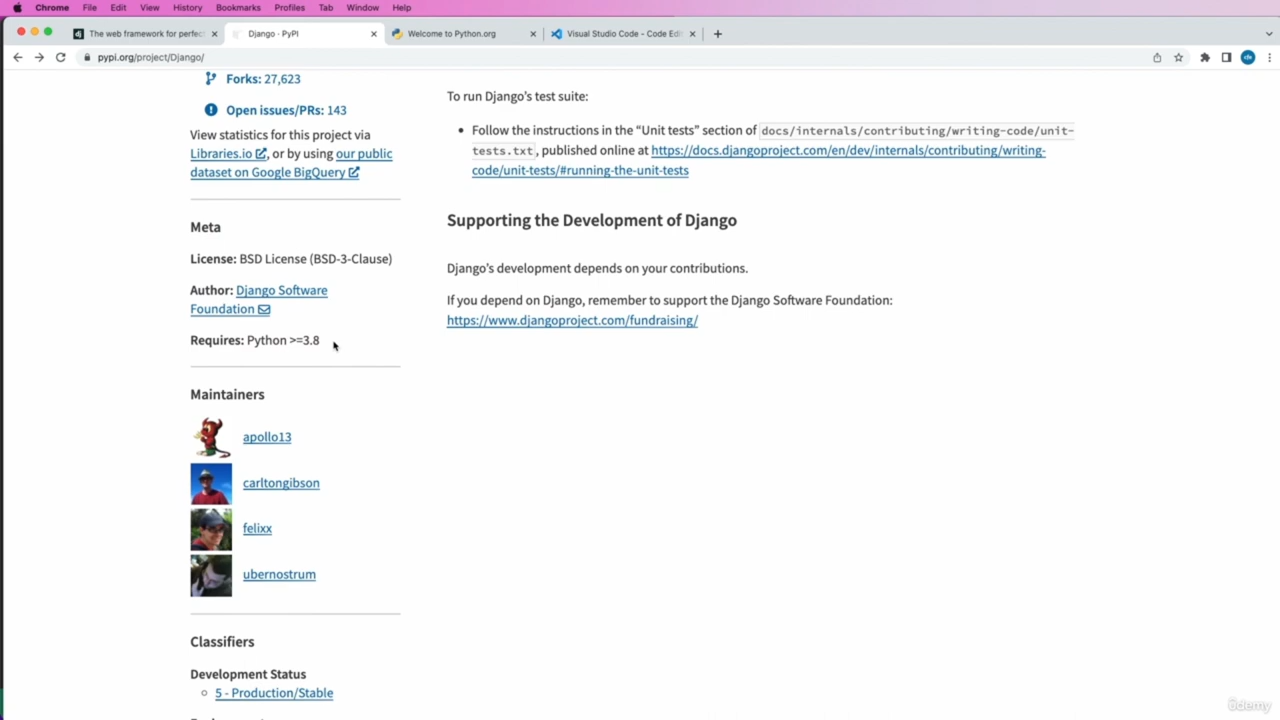 Chrome File Edit View History Bookmarks Profiles Tab Window Help
The web framework for perfec
Django · PyPI
Welcome to Python.org
Visual Studio Code - Code Edit
pypi.org/project/Django/
Forks: 27,623
Open issues/PRs: 143
View statistics for this project via
Libraries.io, or by using our public
dataset on Google BigQuery
Meta
License: BSD License (BSD-3-Clause)
Author: Django Software
Foundation
Requires: Python >=3.8
Maintainers
apollo13
carltongibson
felixx
ubernostrum
Classifiers
Development Status
5 - Production/Stable
To run Django’s test suite:
Follow the instructions in the “Unit tests” section of docs/internals/contributing/writing-code/unit-
tests.txt, published online at https://docs.djangoproject.com/en/dev/internals/contributing/writing-
code/unit-tests/#running-the-unit-tests
Supporting the Development of Django
Django’s development depends on your contributions.
If you depend on Django, remember to support the Django Software Foundation:
https://www.djangoproject.com/fundraising/
ûdemy